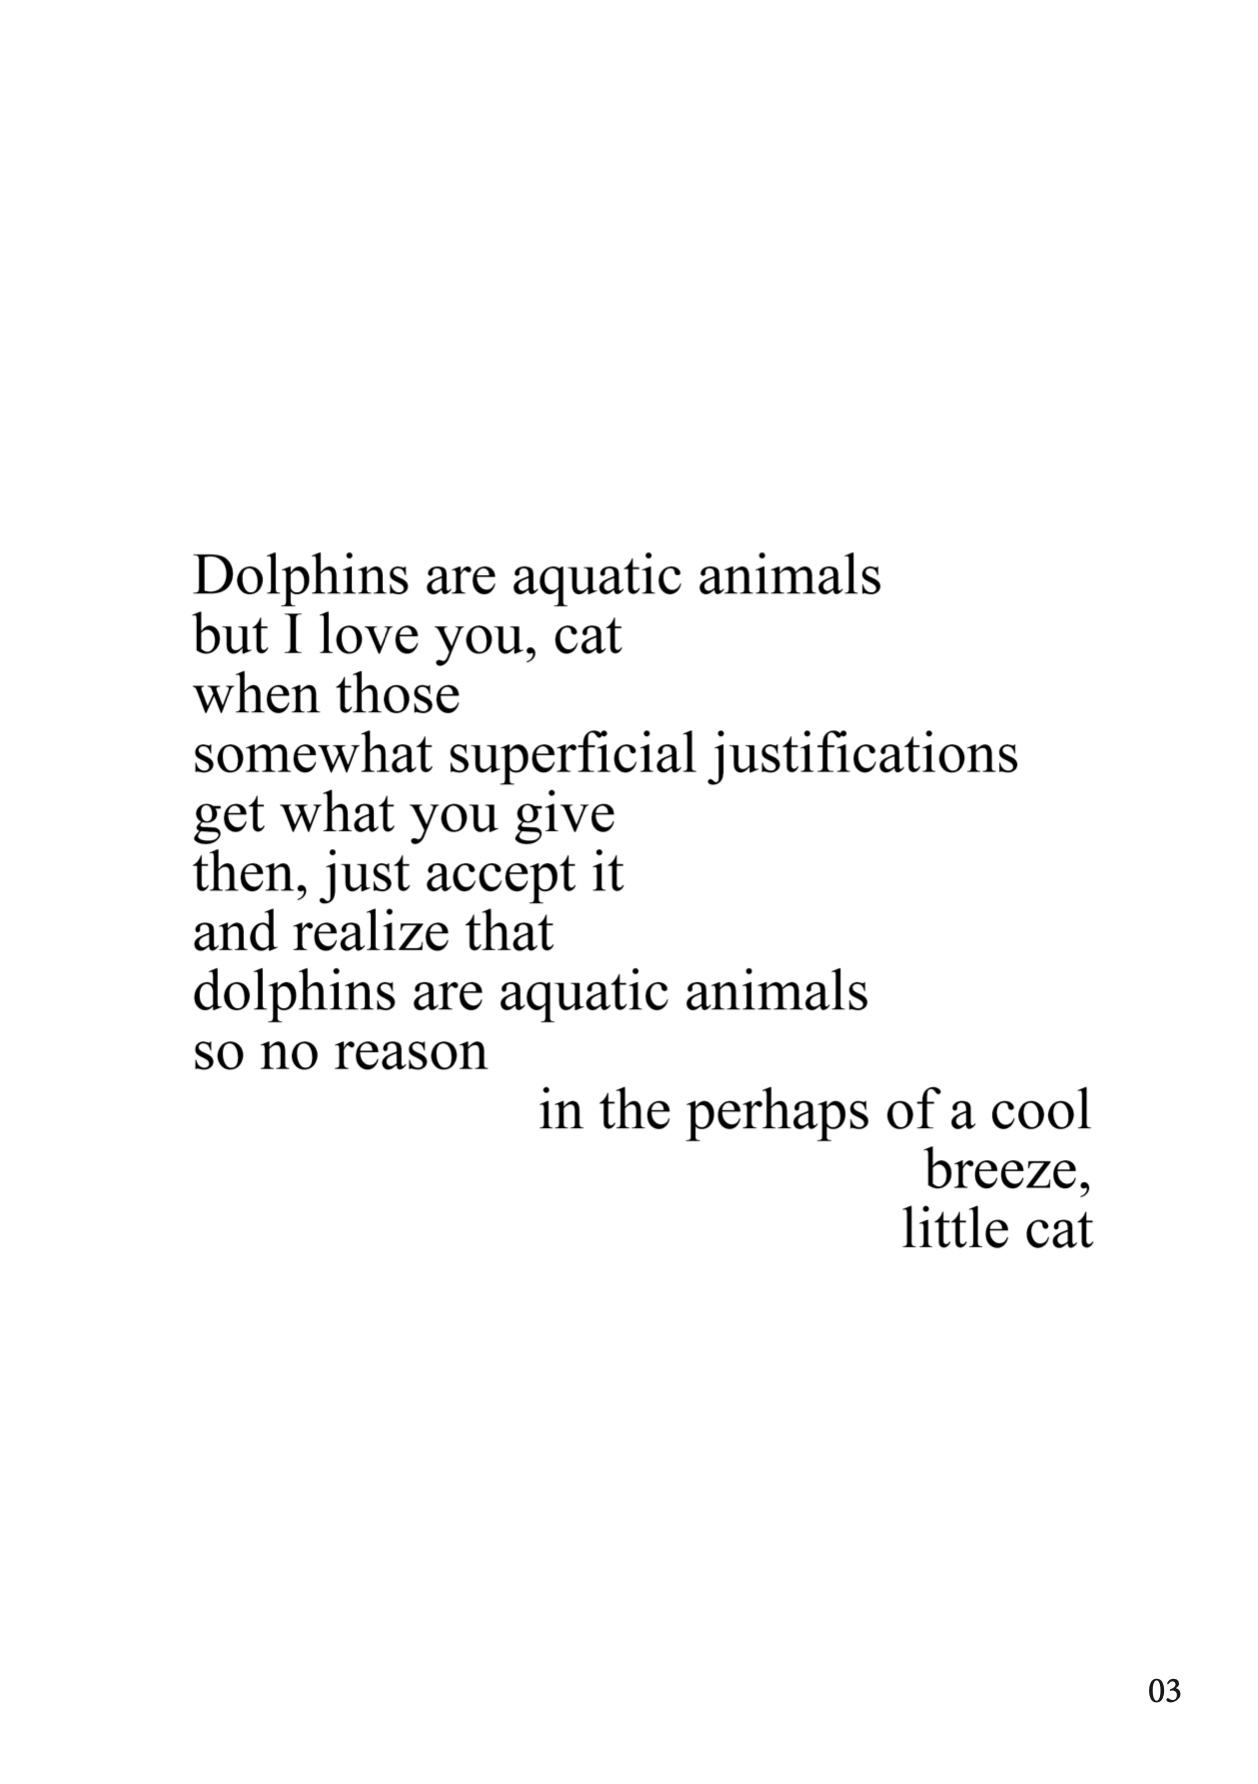 Dolphins are aquatic animals
but I love you, cat
when those
somewhat superficial justifications
get what you give
then, just accept it
and realize that
dolphins are aquatic animals
so no reason
in the perhaps of a cool
breeze,
little cat
03